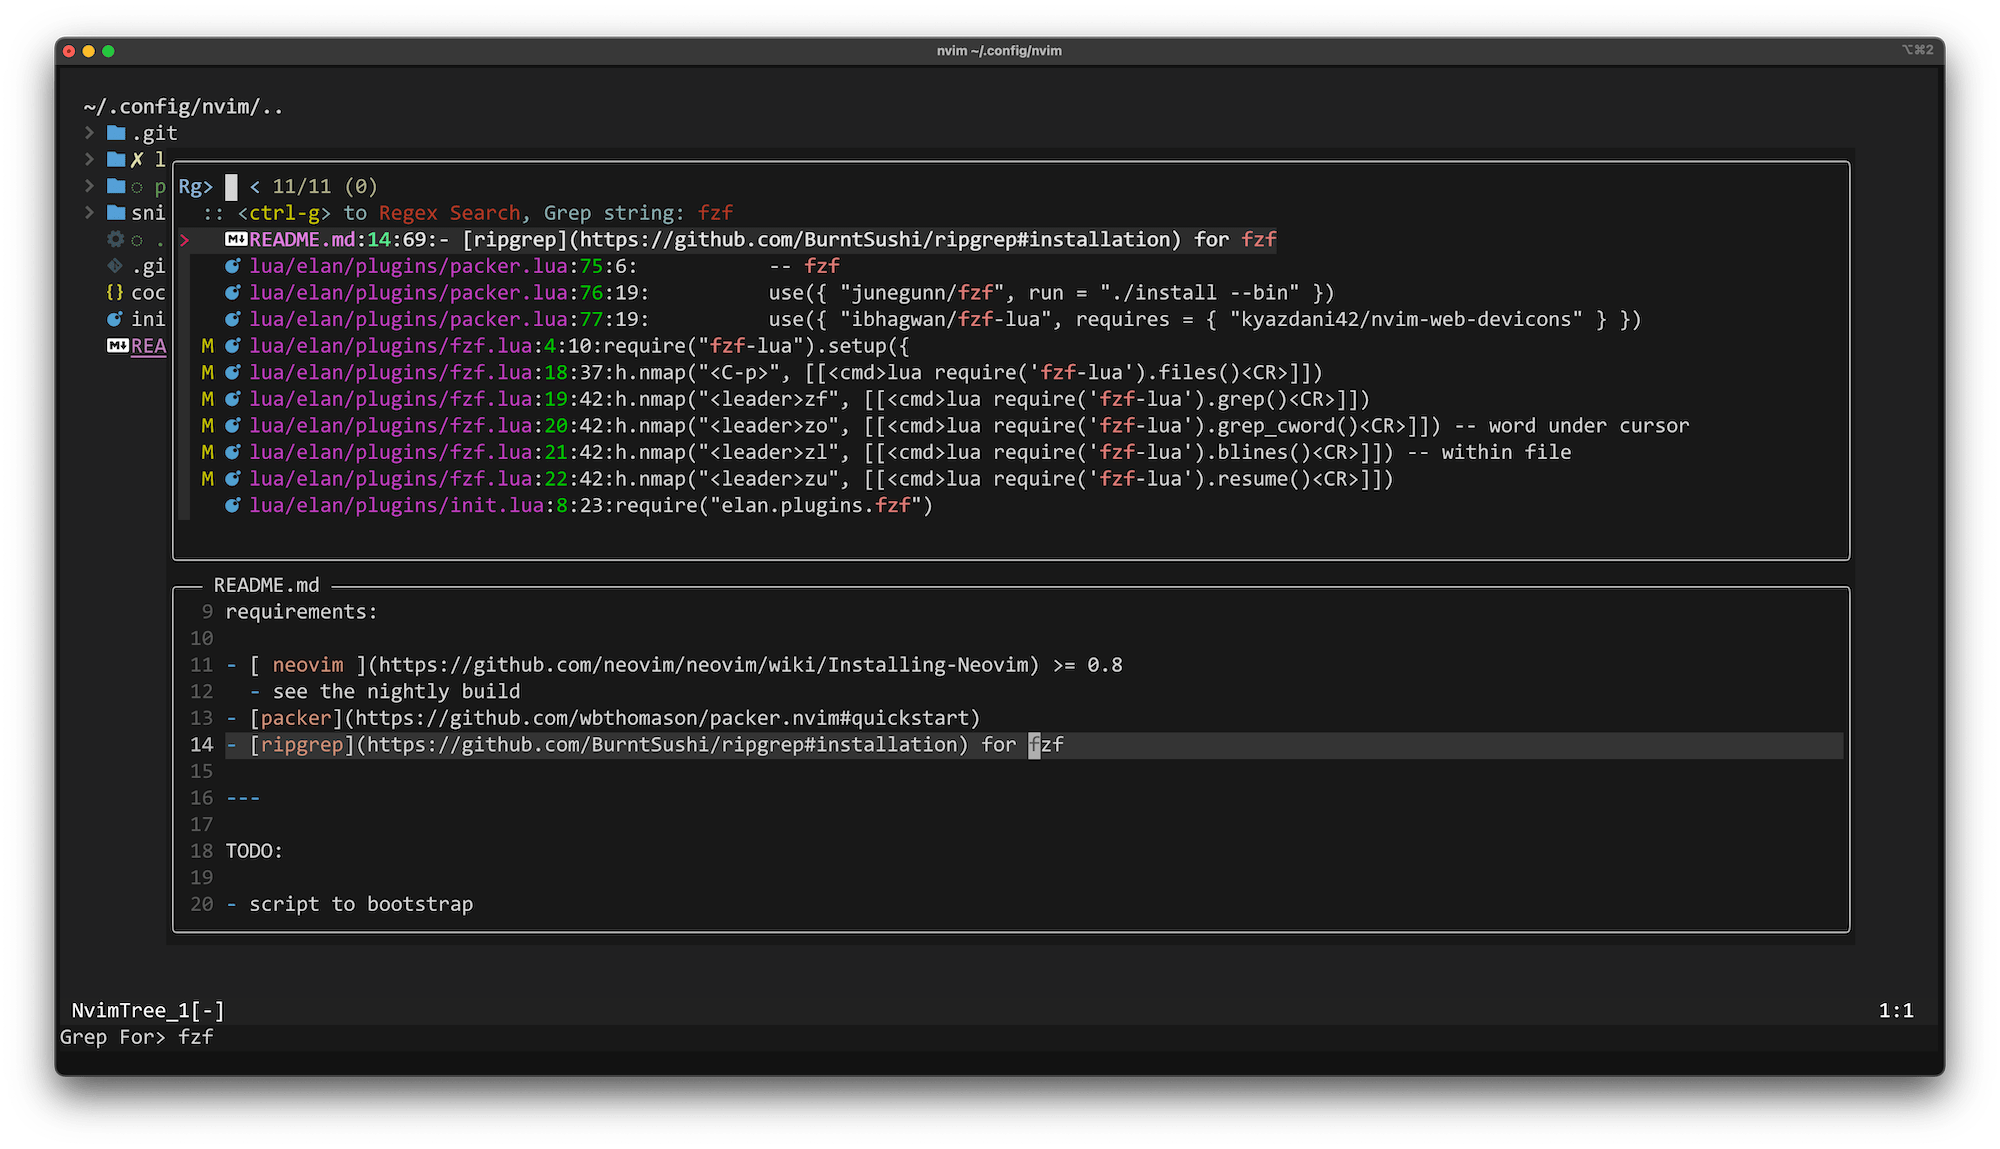 nvim ~/.config/nvim
⌥⌘2
~/.config/nvim/..
.git
✗ l
p
sni
.
.gi
{} coc
ini
REA
Rg> < 11/11 (0)
:: <ctrl-g> to Regex Search, Grep string: fzf
> README.md:14:69:- [ripgrep](https://github.com/BurntSushi/ripgrep#installation) for fzf
lua/elan/plugins/packer.lua:75:6: -- fzf
lua/elan/plugins/packer.lua:76:19: use({ "junegunn/fzf", run = "./install --bin" })
lua/elan/plugins/packer.lua:77:19: use({ "ibhagwan/fzf-lua", requires = { "kyazdani42/nvim-web-devicons" } })
M lua/elan/plugins/fzf.lua:4:10:require("fzf-lua").setup({
M lua/elan/plugins/fzf.lua:18:37:h.nmap("<C-p>", [[<cmd>lua require('fzf-lua').files()<CR>]])
M lua/elan/plugins/fzf.lua:19:42:h.nmap("<leader>zf", [[<cmd>lua require('fzf-lua').grep()<CR>]])
M lua/elan/plugins/fzf.lua:20:42:h.nmap("<leader>zo", [[<cmd>lua require('fzf-lua').grep_cword()<CR>]]) -- word under cursor
M lua/elan/plugins/fzf.lua:21:42:h.nmap("<leader>zl", [[<cmd>lua require('fzf-lua').blines()<CR>]]) -- within file
M lua/elan/plugins/fzf.lua:22:42:h.nmap("<leader>zu", [[<cmd>lua require('fzf-lua').resume()<CR>]])
lua/elan/plugins/init.lua:8:23:require("elan.plugins.fzf")
README.md
9 requirements:
10
11 - [ neovim ](https://github.com/neovim/neovim/wiki/Installing-Neovim) >= 0.8
12 - see the nightly build
13 - [packer](https://github.com/wbthomason/packer.nvim#quickstart)
14 - [ripgrep](https://github.com/BurntSushi/ripgrep#installation) for fzf
15
16 ---
17
18 TODO:
19
20 - script to bootstrap
NvimTree_1[-] 1:1
Grep For> fzf